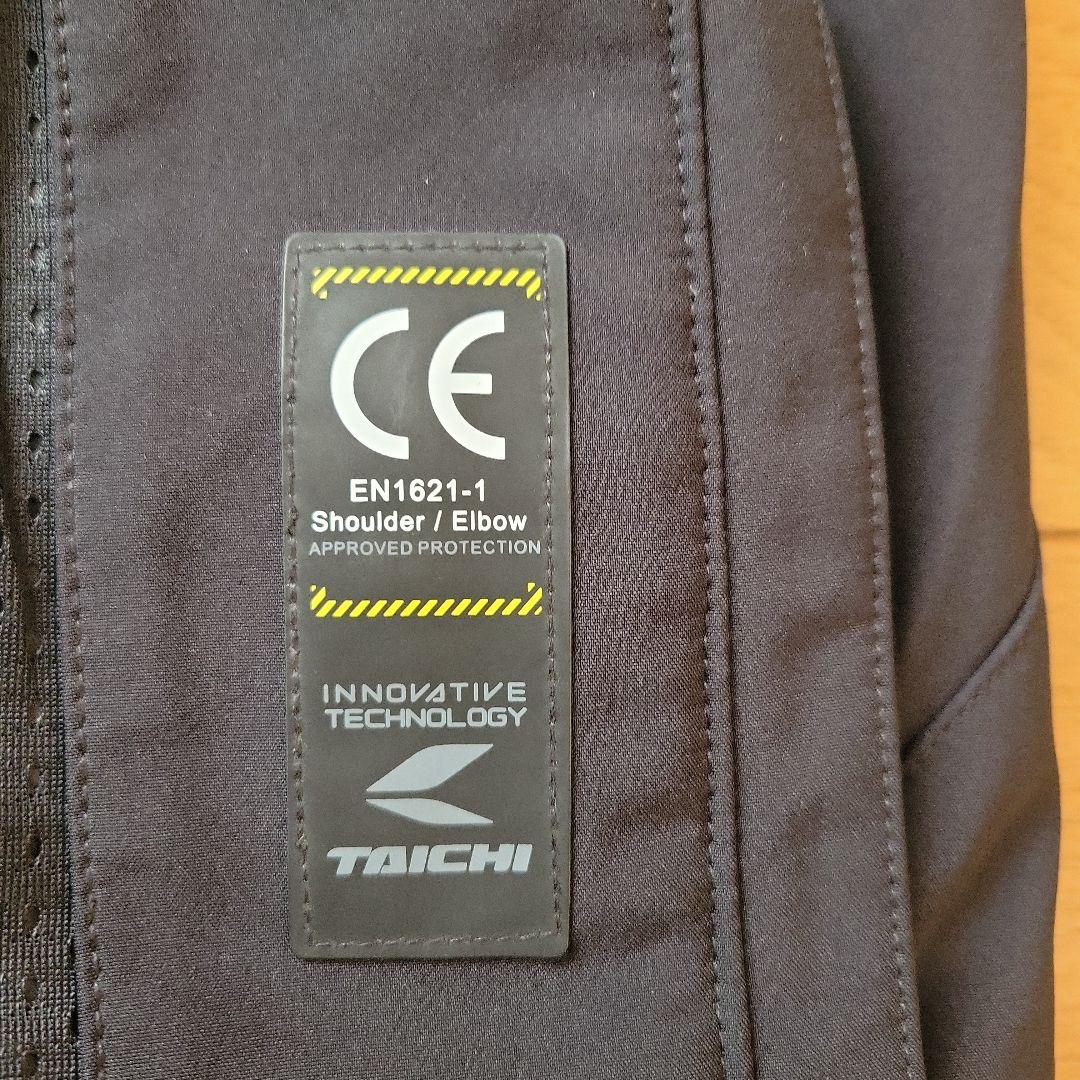 CE
EN1621-1
Shoulder / Elbow
APPROVED PROTECTION
INNOVATIVE
TECHNOLOGY
TAICHI